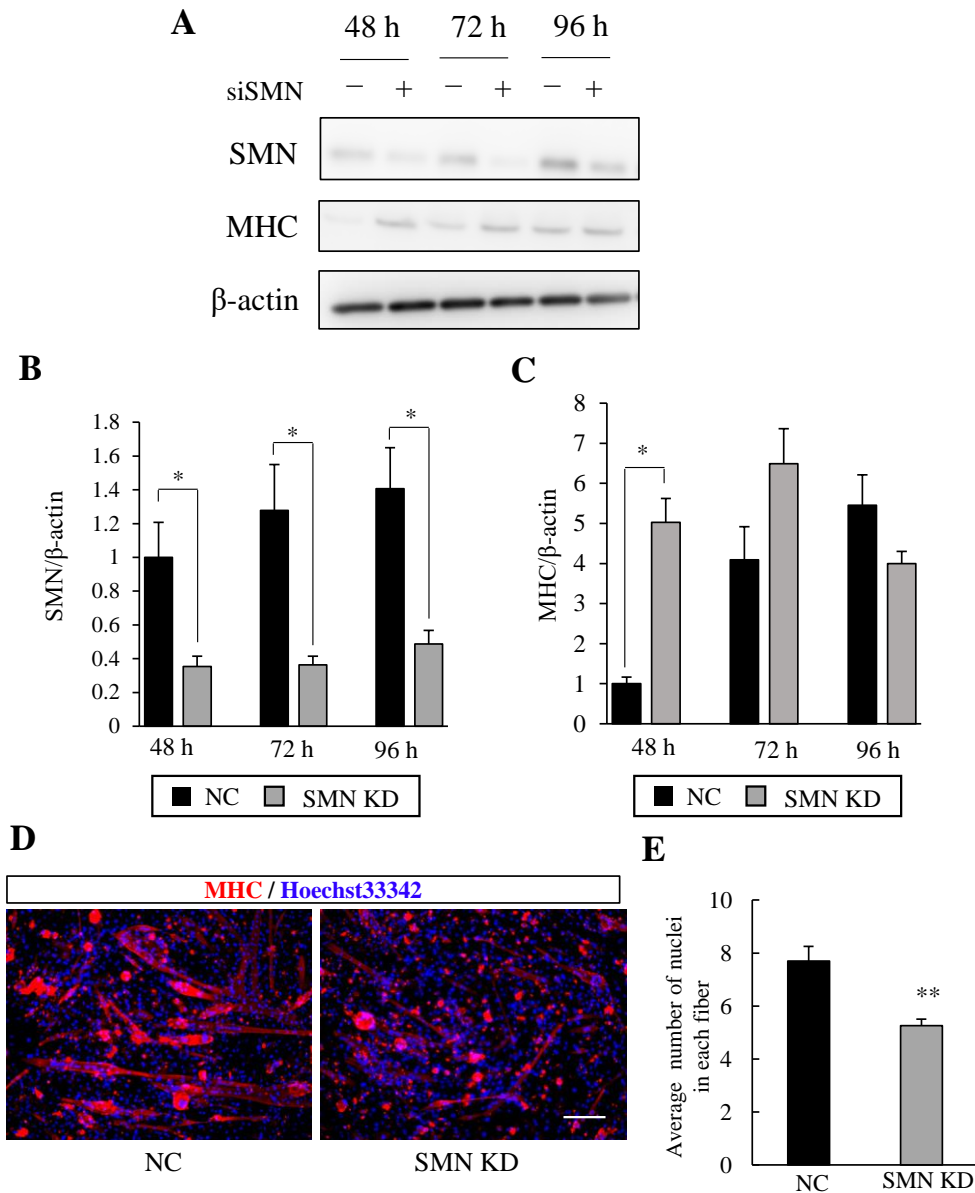 A
48 h 72 h 96 h
siSMN − + − + − +
SMN
MHC
β-actin
B
SMN/β-actin
1.8
1.6
1.4
1.2
1
0.8
0.6
0.4
0.2
0
*
*
*
48 h 72 h 96 h
NC SMN KD
C
MHC/β-actin
8
7
6
5
4
3
2
1
0
*
48 h 72 h 96 h
NC SMN KD
D
MHC / Hoechst33342
NC SMN KD
E
Average number of nuclei
in each fiber
10
8
6
4
2
0
**
NC SMN KD